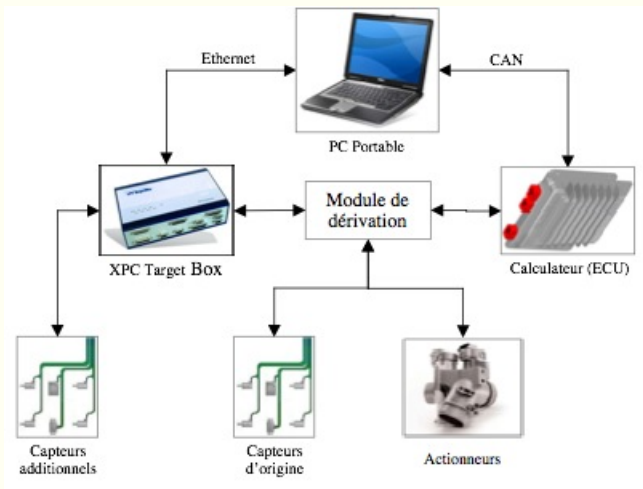 Ethernet
CAN
PC Portable
Module de
dérivation
XPC Target Box
Calculateur (ECU)
Capteurs
additionnels
Capteurs
d'origine
Actionneurs